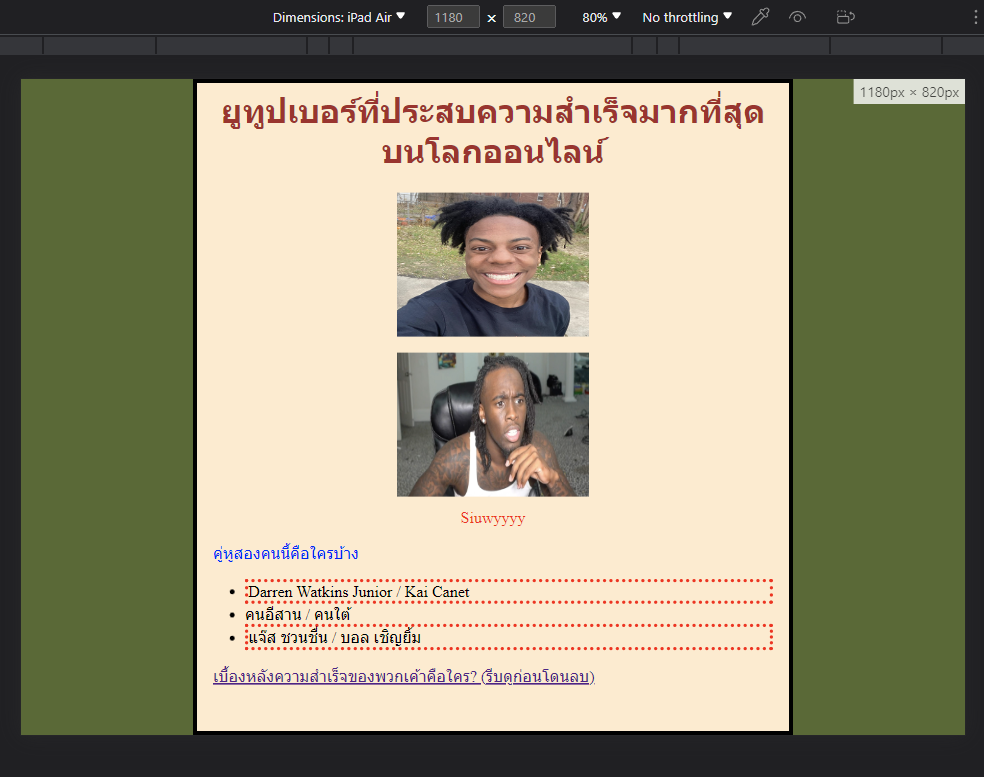 Dimensions: iPad Air 1180 × 820 80% No throttling
1180px × 820px
ยูทูปเบอร์ที่ประสบความสำเร็จมากที่สุด
บนโลกออนไลน์
Siuwyyyy
คู่หูสองคนนี้คือใครบ้าง
Darren Watkins Junior / Kai Canet
คนอีสาน / คนใต้
แจ๊ส ชวนชื่น / บอล เชิญยิ้ม
เบื้องหลังความสำเร็จของพวกเค้าคือใคร? (รีบดูก่อนโดนลบ)